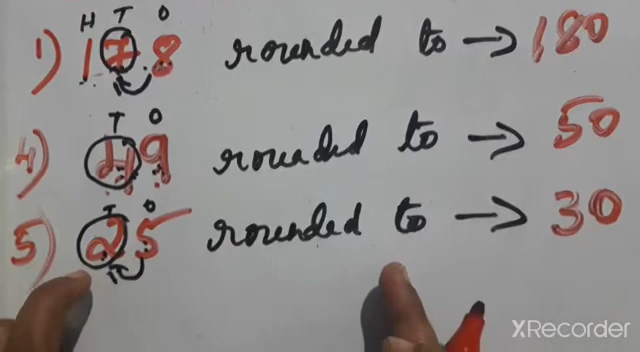 H T O
1) 178 rounded to → 180
T O
4) 49 rounded to → 50
T O
5) 25 rounded to → 30
XRecorder